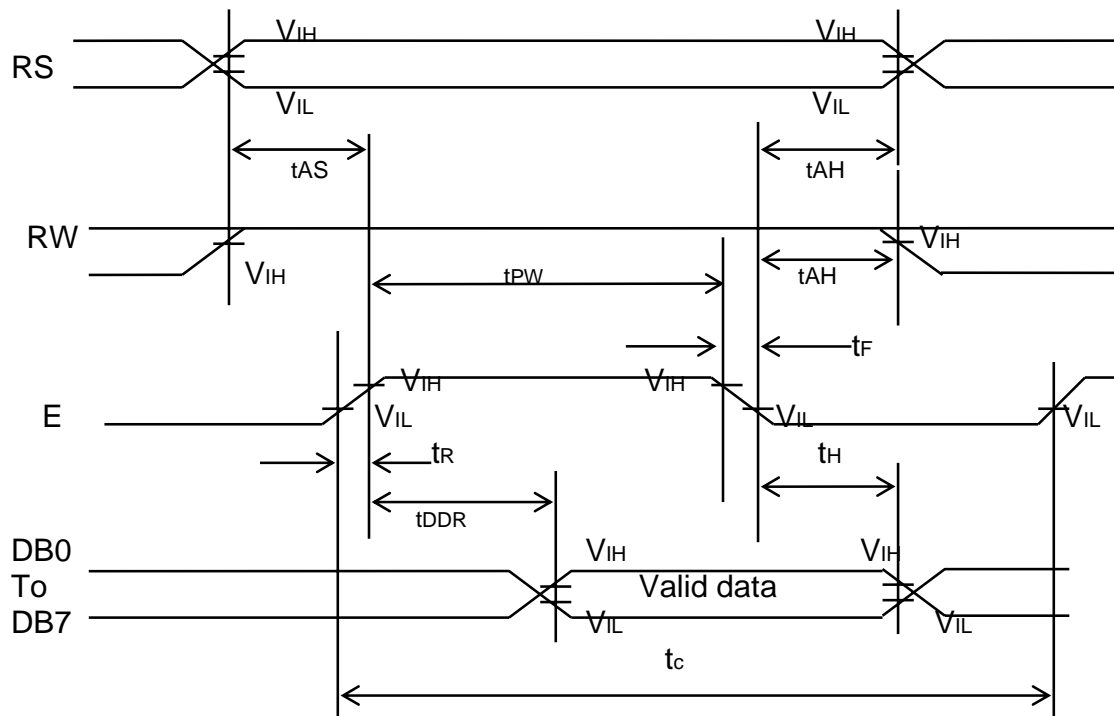 VIH VIH
RS
VIL VIL
tAS tAH
RW VIH
VIH tPW tAH
tF
VIH VIH
E VIL VIL VIL
tR tH
tDDR
DB0 VIH VIH
To Valid data
DB7 VIL VIL
tc